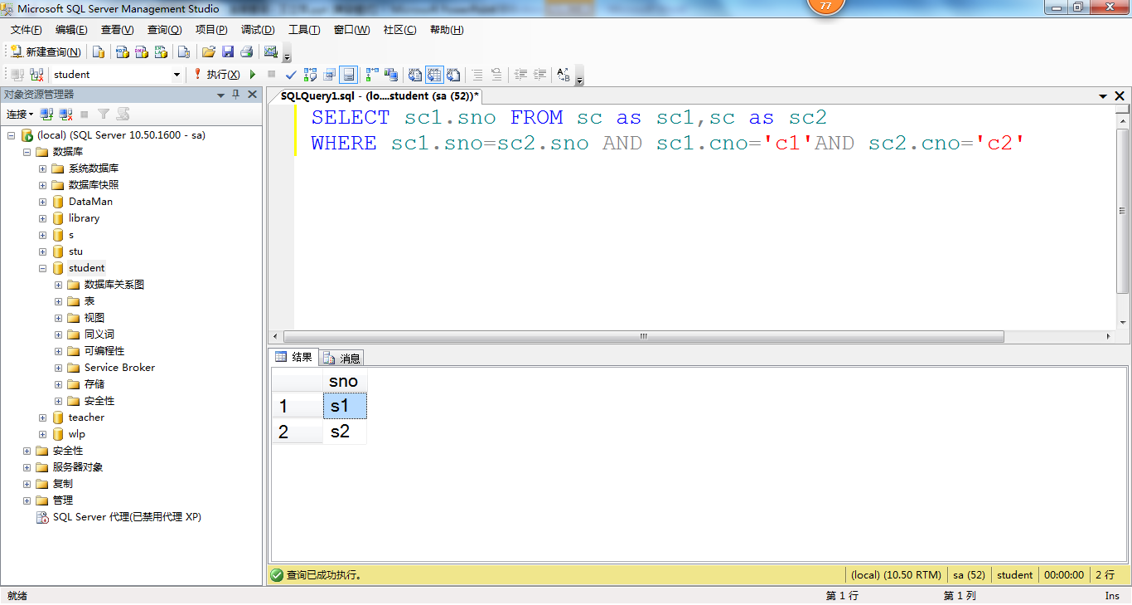 Microsoft SQL Server Management Studio
77
文件(F) 编辑(E) 查看(V) 查询(Q) 项目(P) 调试(D) 工具(T) 窗口(W) 社区(C) 帮助(H)
新建查询(N)
student 执行(X)
对象资源管理器
连接
(local) (SQL Server 10.50.1600 - sa)
数据库
系统数据库
数据库快照
DataMan
library
s
stu
student
数据库关系图
表
视图
同义词
可编程性
Service Broker
存储
安全性
teacher
wlp
安全性
服务器对象
复制
管理
SQL Server 代理(已禁用代理 XP)
SQLQuery1.sql - (lo....student (sa (52))*
SELECT sc1.sno FROM sc as sc1,sc as sc2
WHERE sc1.sno=sc2.sno AND sc1.cno='c1'AND sc2.cno='c2'
结果 消息
sno
1 s1
2 s2
查询已成功执行。 (local) (10.50 RTM) sa (52) student 00:00:00 2 行
就绪 第 1 行 第 1 列 Ins